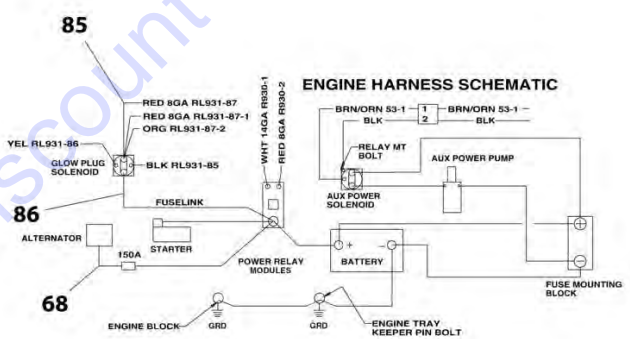 85
ENGINE HARNESS SCHEMATIC
RED 8GA RL931-87
RED 8GA RL931-87-1
ORG RL931-87-2
YEL RL931-86
GLOW PLUG
SOLENOID
BLK RL931-85
WHT 14GA R930-1
RED 8GA R930-2
BRN/ORN 53-1
1
BRN/ORN 53-1
BLK
2
BLK
RELAY MT
BOLT
AUX POWER PUMP
AUX POWER
SOLENOID
86
FUSELINK
ALTERNATOR
STARTER
150A
POWER RELAY
MODULES
+
−
BATTERY
+
−
FUSE MOUNTING
BLOCK
68
ENGINE BLOCK
GRD
GRD
ENGINE TRAY
KEEPER PIN BOLT
discount